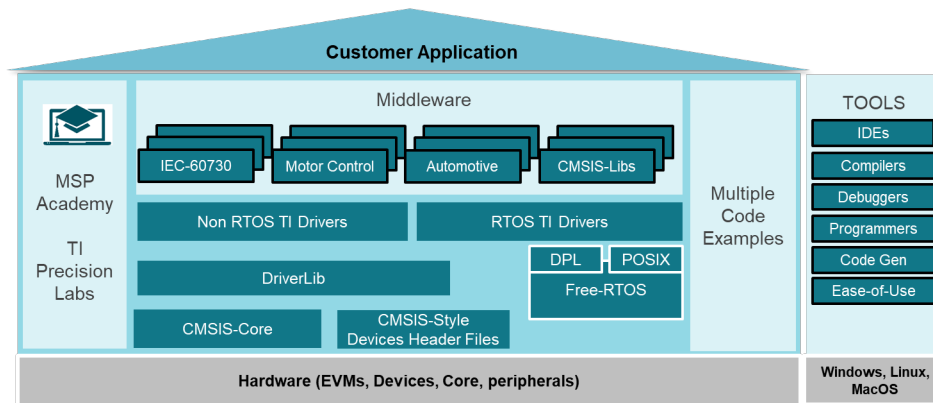 Customer Application
MSP
Academy
TI
Precision
Labs
Middleware
IEC-60730
Motor Control
Automotive
CMSIS-Libs
Non RTOS TI Drivers
RTOS TI Drivers
DriverLib
DPL
POSIX
Free-RTOS
CMSIS-Core
CMSIS-Style
Devices Header Files
Multiple
Code
Examples
TOOLS
IDEs
Compilers
Debuggers
Programmers
Code Gen
Ease-of-Use
Hardware (EVMs, Devices, Core, peripherals)
Windows, Linux,
MacOS